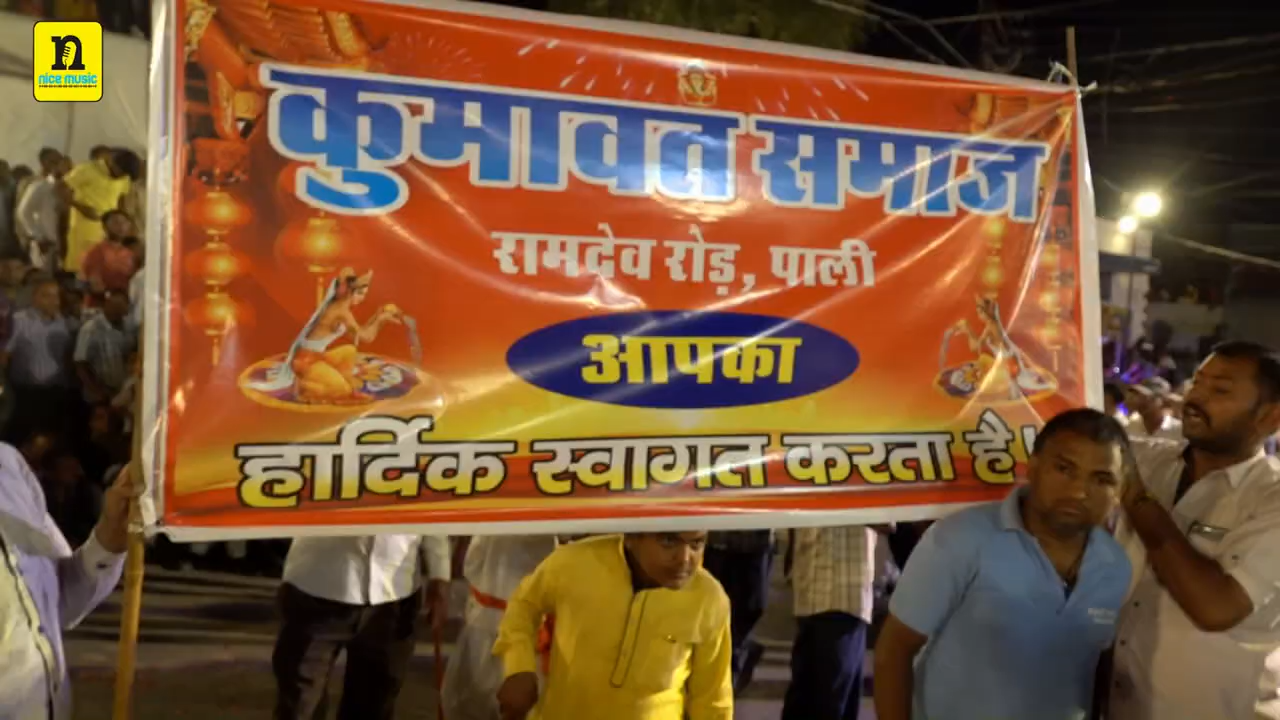 n
nice music
कुमावत समाज
रामदेव रोड़, पाली
आपका
हार्दिक स्वागत करता है!